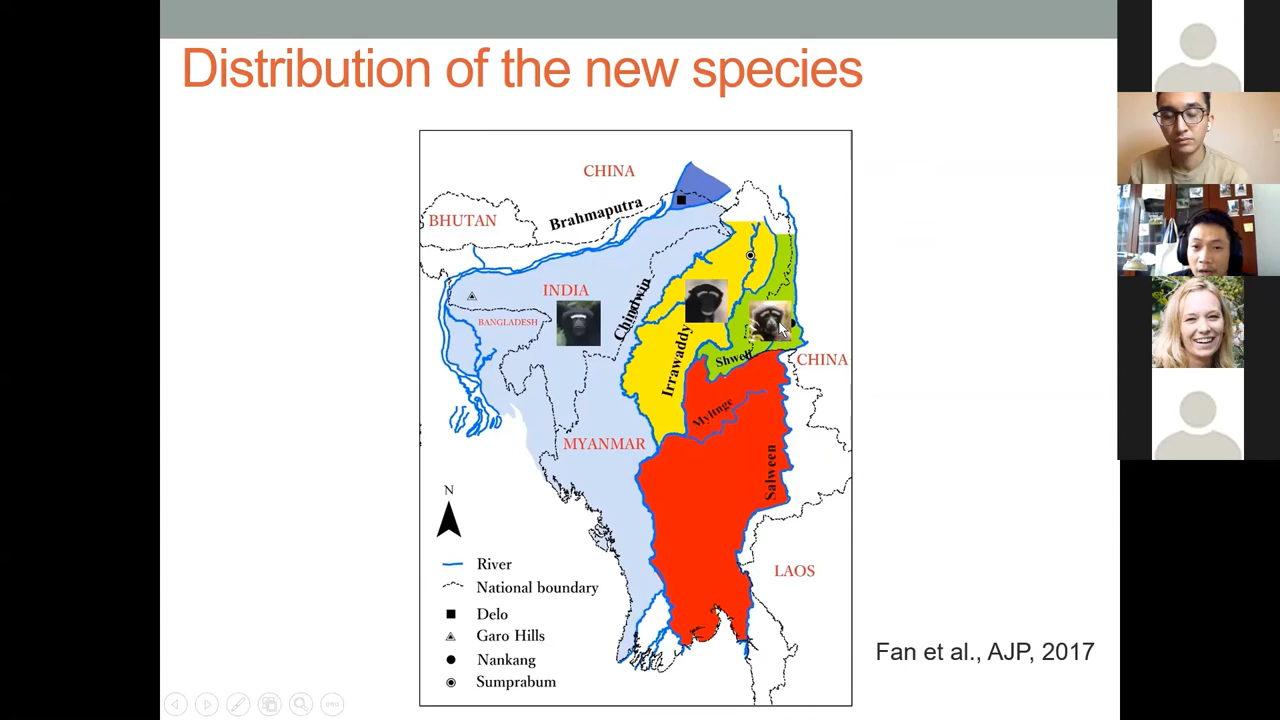 Distribution of the new species
CHINA
Brahmaputra
BHUTAN
INDIA
BANGLADESH
Chindwin
Irrawaddy
Shweli
CHINA
Myitnge
MYANMAR
Salween
N
LAOS
River
National boundary
Delo
Garo Hills
Nankang
Sumprabum
Fan et al., AJP, 2017